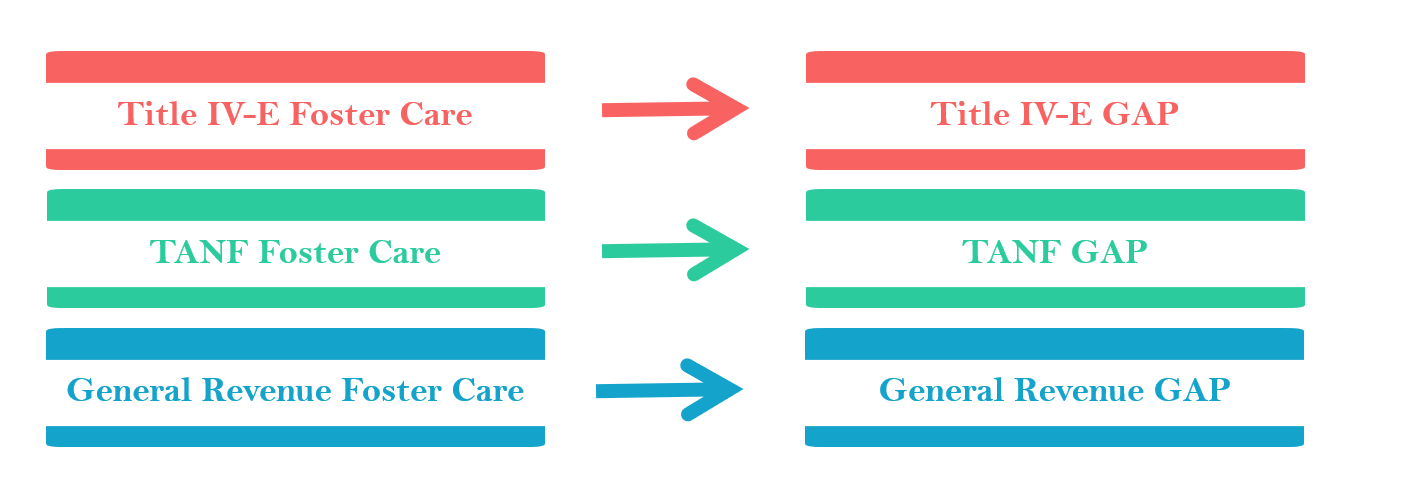 Title IV-E Foster Care
Title IV-E GAP
TANF Foster Care
TANF GAP
General Revenue Foster Care
General Revenue GAP